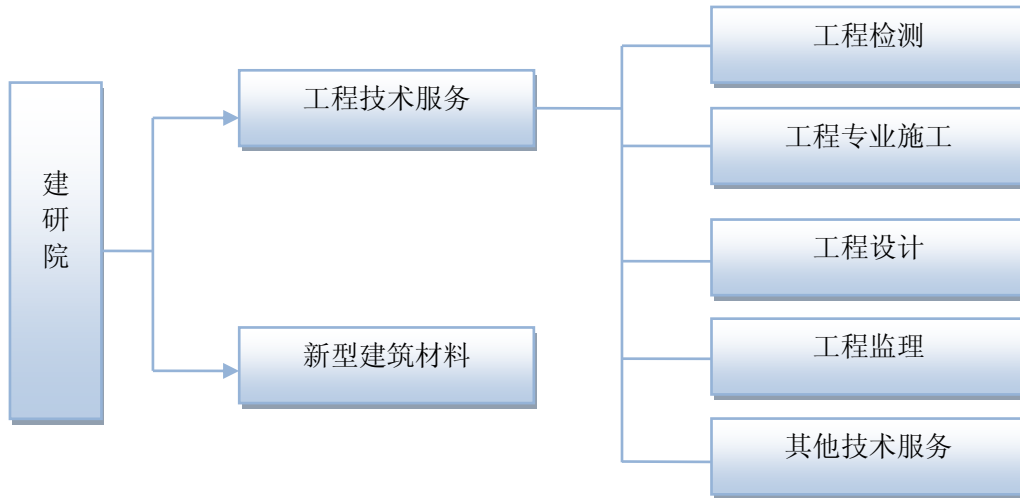 建
研
院
工程技术服务
新型建筑材料
工程检测
工程专业施工
工程设计
工程监理
其他技术服务